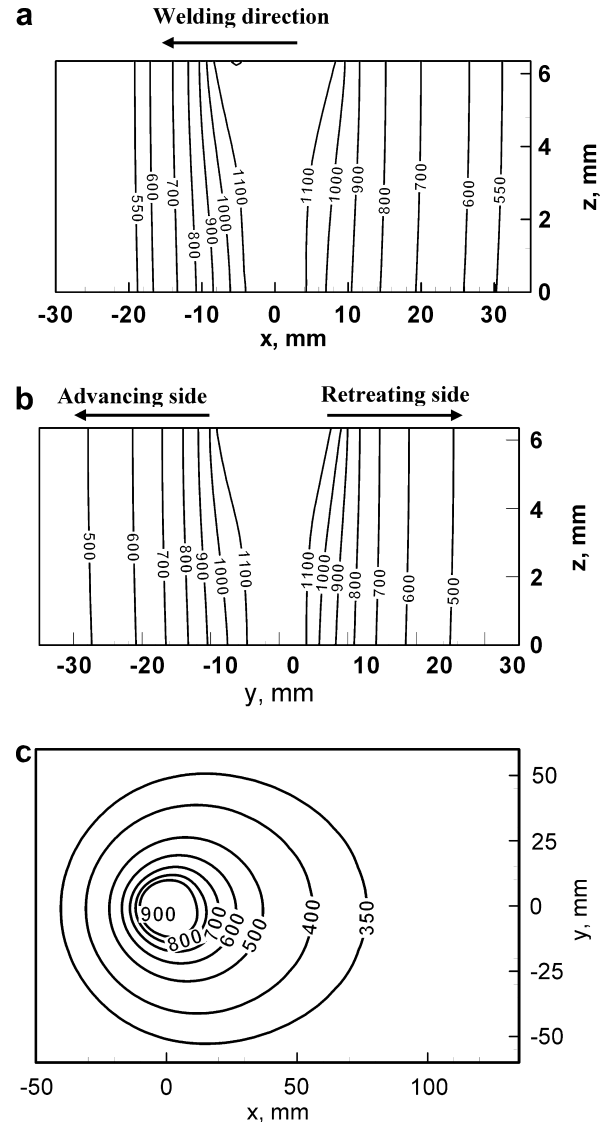 a
Welding direction
550 600 700 800 900 1000 1100 1100 1000 900 800 700 600 550
6
4
2
0
z, mm
-30 -20 -10 0 10 20 30
x, mm
b
Advancing side Retreating side
500 600 700 800 900 1000 1100 1100 1000 900 800 700 600 500
6
4
2
0
z, mm
-30 -20 -10 0 10 20 30
y, mm
c
900 800 700 600 500 400 350
50
25
0
-25
-50
y, mm
-50 0 50 100
x, mm